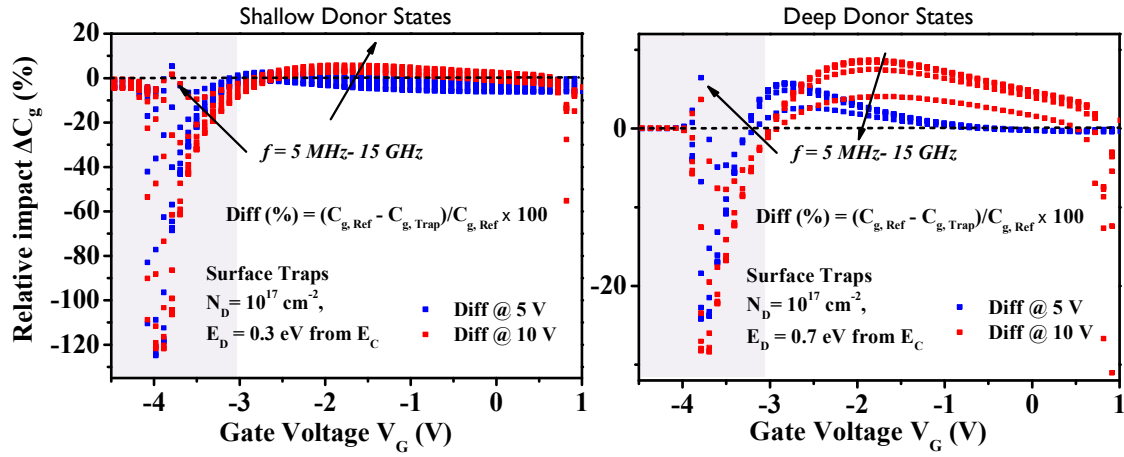 Shallow Donor States
Relative impact ΔC_g (%)
20
0
-20
-40
-60
-80
-100
-120
f = 5 MHz- 15 GHz
Diff (%) = (C_g, Ref - C_g, Trap)/C_g, Ref x 100
Surface Traps
N_D= 10^17 cm^-2,
E_D = 0.3 eV from E_C
Diff @ 5 V
Diff @ 10 V
-4 -3 -2 -1 0 1
Gate Voltage V_G (V)
Deep Donor States
0
-20
f = 5 MHz- 15 GHz
Diff (%) = (C_g, Ref - C_g, Trap)/C_g, Ref x 100
Surface Traps
N_D= 10^17 cm^-2,
E_D = 0.7 eV from E_C
Diff @ 5 V
Diff @ 10 V
-4 -3 -2 -1 0 1
Gate Voltage V_G (V)